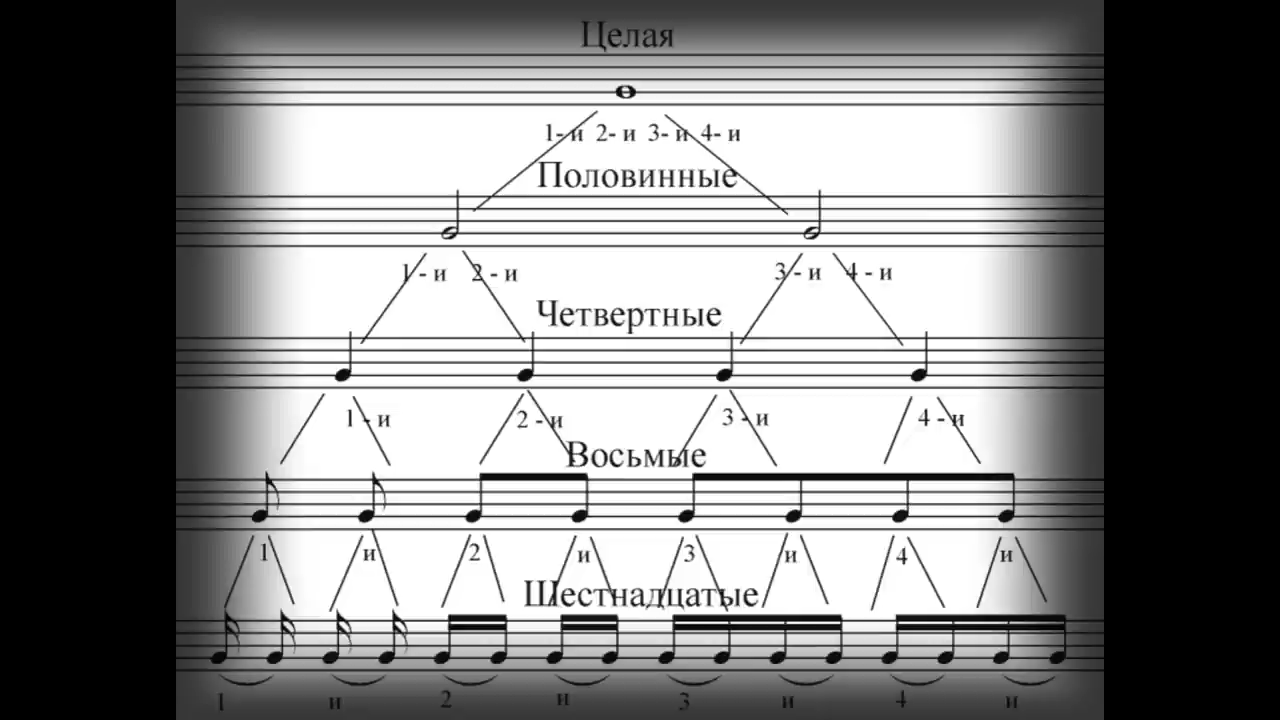 Целая
1- и 2- и 3- и 4- и
Половинные
1 - и 2 - и 3 - и 4 - и
Четвертные
1 - и 2 - и 3 - и 4 - и
Восьмые
1 и 2 и 3 и 4 и
Шестнадцатые
1 и 2 и 3 и 4 и